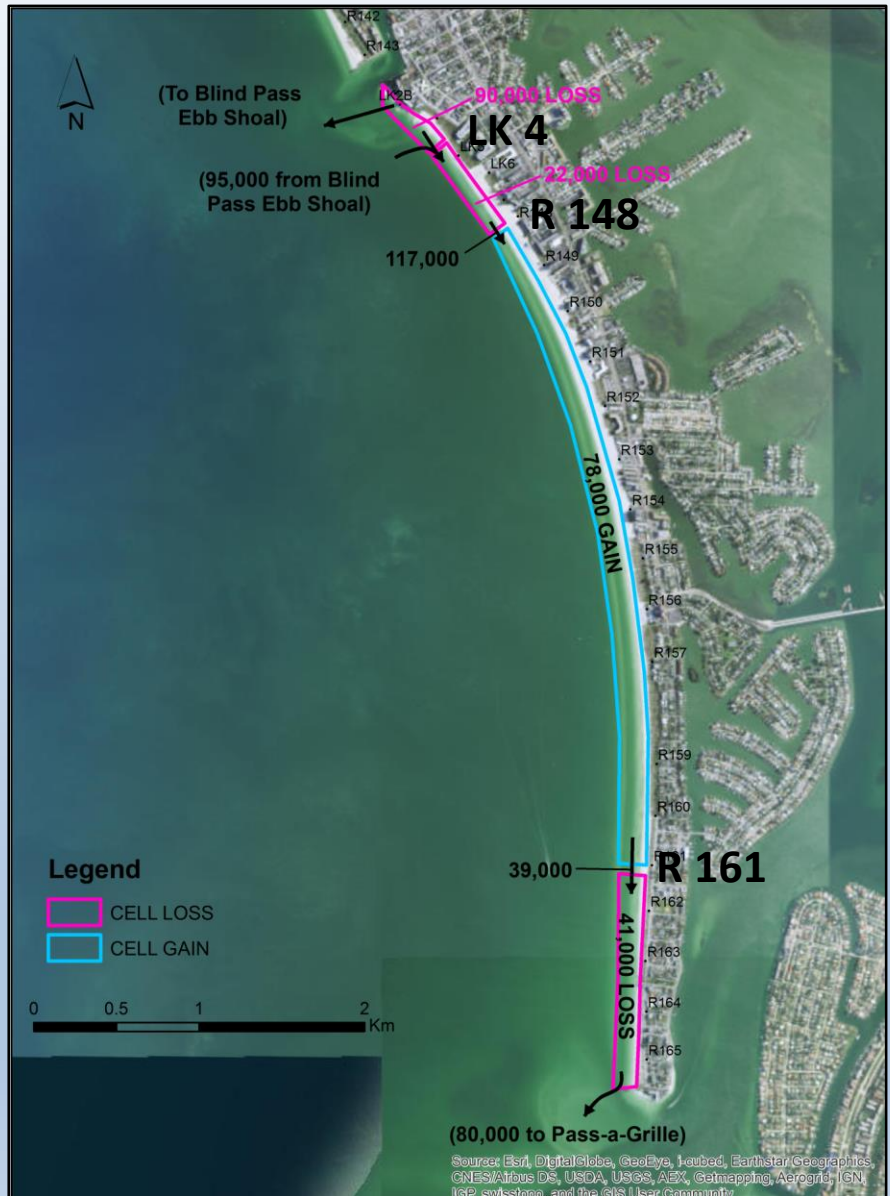 R142
R143
N
(To Blind Pass
Ebb Shoal)
LK2B
90,000 LOSS
LK 4
LK5
(95,000 from Blind
Pass Ebb Shoal)
LK6
22,000 LOSS
R 148
117,000
R149
R150
R151
R152
R153
78,000 GAIN
R154
R155
R156
R157
R159
R160
R 161
39,000
Legend
CELL LOSS
CELL GAIN
R162
41,000 LOSS
R163
R164
R165
0 0.5 1 2
Km
(80,000 to Pass-a-Grille)
Source: Esri, DigitalGlobe, GeoEye, i-cubed, Earthstar Geographics,
CNES/Airbus DS, USDA, USGS, AEX, Getmapping, Aerogrid, IGN,
IGP, swisstopo, and the GIS User Community